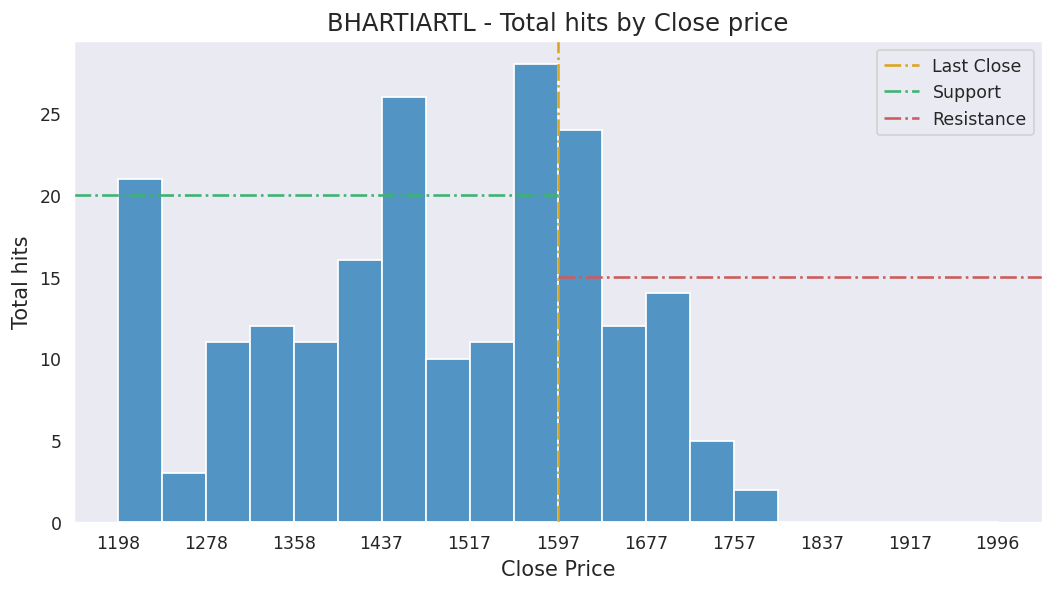 BHARTIARTL - Total hits by Close price
Last Close
Support
Resistance
Total hits
25
20
15
10
5
0
1198 1278 1358 1437 1517 1597 1677 1757 1837 1917 1996
Close Price